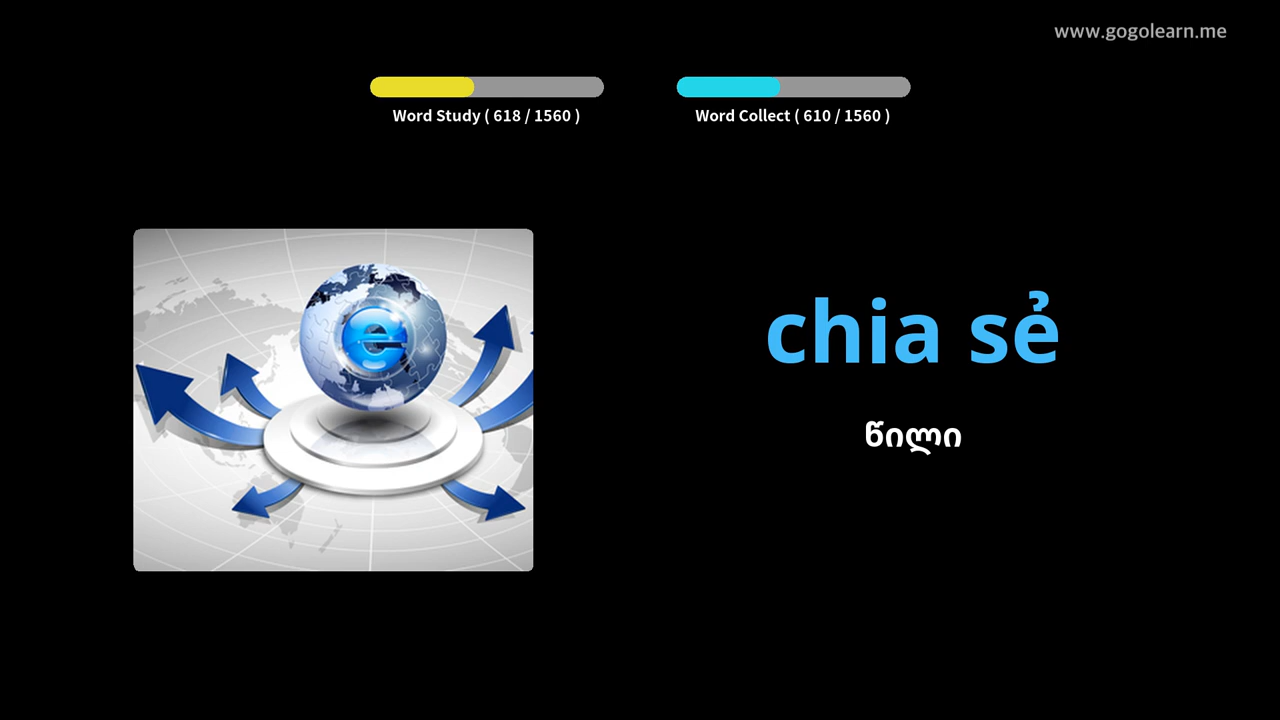 www.gogolearn.me
Word Study ( 618 / 1560 )
Word Collect ( 610 / 1560 )
e
chia sẻ
წილი